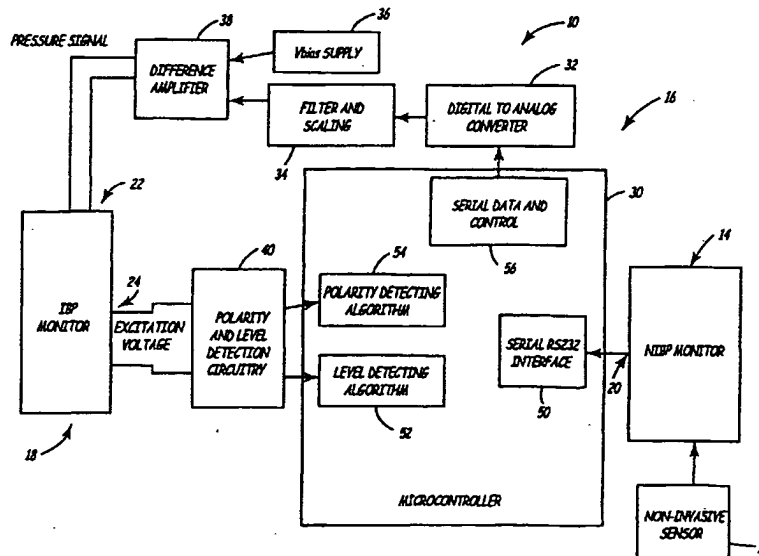 38
36
10
PRESSURE SIGNAL
DIFFERENCE
AMPLIFIER
Vbias SUPPLY
32
FILTER AND
SCALING
DIGITAL TO ANALOG
CONVERTER
16
34
22
30
SERIAL DATA AND
CONTROL
56
14
40
54
24
IBP
MONITOR
EXCITATION
VOLTAGE
POLARITY
AND LEVEL
DETECTION
CIRCUITRY
POLARITY DETECTING
ALGORITHM
SERIAL RS232
INTERFACE
NIBP MONITOR
20
LEVEL DETECTING
ALGORITHM
50
52
18
MICROCONTROLLER
NON-INVASIVE
SENSOR